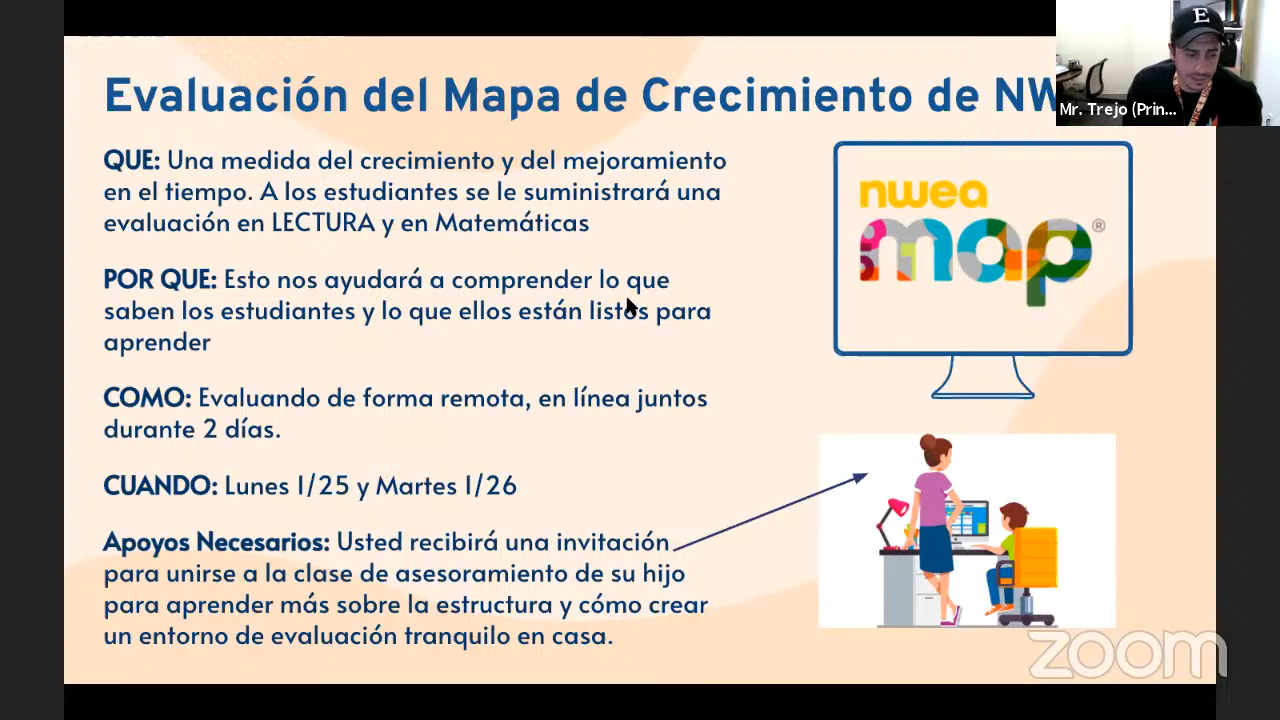 Evaluación del Mapa de Crecimiento de NW
E
Mr. Trejo (Prin...
QUE: Una medida del crecimiento y del mejoramiento
en el tiempo. A los estudiantes se le suministrará una
evaluación en LECTURA y en Matemáticas
POR QUE: Esto nos ayudará a comprender lo que
saben los estudiantes y lo que ellos están listos para
aprender
COMO: Evaluando de forma remota, en línea juntos
durante 2 días.
CUANDO: Lunes 1/25 y Martes 1/26
Apoyos Necesarios: Usted recibirá una invitación
para unirse a la clase de asesoramiento de su hijo
para aprender más sobre la estructura y cómo crear
un entorno de evaluación tranquilo en casa.
nwea
map®
zoom